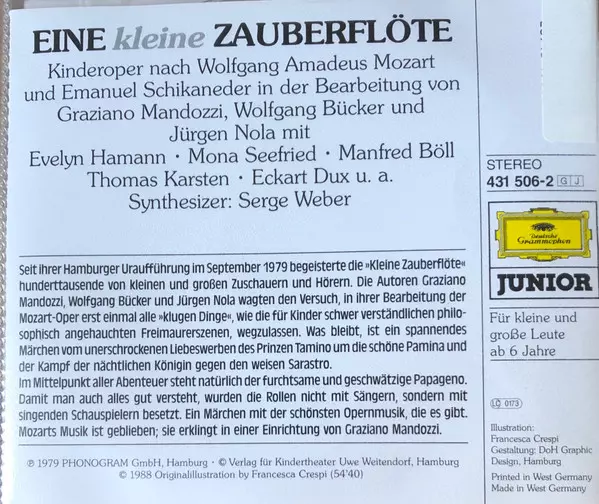 EINE kleine ZAUBERFLÖTE
Kinderoper nach Wolfgang Amadeus Mozart
und Emanuel Schikaneder in der Bearbeitung von
Graziano Mandozzi, Wolfgang Bücker und
Jürgen Nola mit
Evelyn Hamann · Mona Seefried · Manfred Böll
Thomas Karsten · Eckart Dux u. a.
Synthesizer: Serge Weber
Seit ihrer Hamburger Uraufführung im September 1979 begeisterte die »Kleine Zauberflöte«
hunderttausende von kleinen und großen Zuschauern und Hörern. Die Autoren Graziano
Mandozzi, Wolfgang Bücker und Jürgen Nola wagten den Versuch, in ihrer Bearbeitung der
Mozart-Oper erst einmal alle »klugen Dinge«, wie die für Kinder schwer verständlichen philo-
sophisch angehauchten Freimaurerszenen, wegzulassen. Was bleibt, ist ein spannendes
Märchen vom unerschrockenen Liebeswerben des Prinzen Tamino um die schöne Pamina und
der Kampf der nächtlichen Königin gegen den weisen Sarastro.
Im Mittelpunkt aller Abenteuer steht natürlich der furchtsame und geschwätzige Papageno.
Damit man auch alles gut versteht, wurden die Rollen nicht mit Sängern, sondern mit
singenden Schauspielern besetzt. Ein Märchen mit der schönsten Opernmusik, die es gibt.
Mozarts Musik ist geblieben; sie erklingt in einer Einrichtung von Graziano Mandozzi.
℗ 1979 PHONOGRAM GmbH, Hamburg · © Verlag für Kindertheater Uwe Weitendorf, Hamburg
© 1988 Originalillustration by Francesca Crespi (54'40)
STEREO
431 506-2 G J
Deutsche
Grammophon
JUNIOR
Für kleine und
große Leute
ab 6 Jahre
LC 0173
Illustration:
Francesca Crespi
Gestaltung: DoH Graphic
Design, Hamburg
Printed in West Germany
Made in West Germany